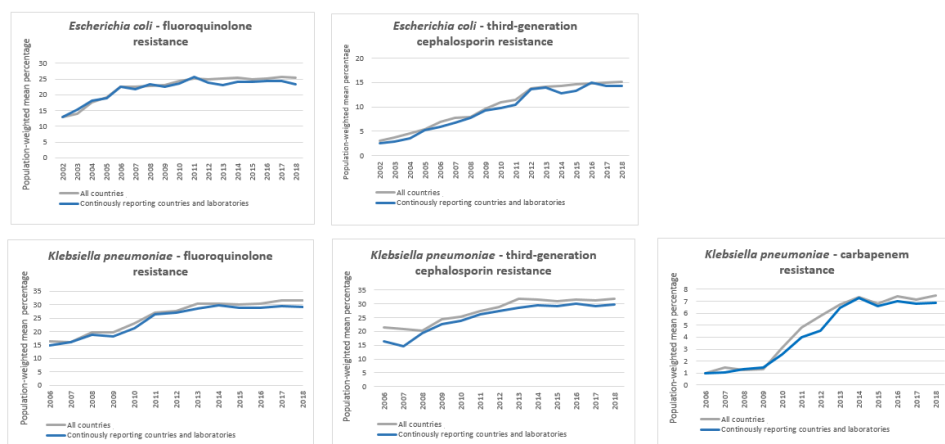 Escherichia coli - fluoroquinolone
resistance
Population-weighted mean percentage
30
25
20
15
10
5
0
2002 2003 2004 2005 2006 2007 2008 2009 2010 2011 2012 2013 2014 2015 2016 2017 2018
All countries
Continously reporting countries and laboratories
Escherichia coli - third-generation
cephalosporin resistance
Population-weighted mean percentage
20
15
10
5
0
2002 2003 2004 2005 2006 2007 2008 2009 2010 2011 2012 2013 2014 2015 2016 2017 2018
All countries
Continously reporting countries and laboratories
Klebsiella pneumoniae - fluoroquinolone
resistance
Population-weighted mean percentage
35
30
25
20
15
10
5
0
2006 2007 2008 2009 2010 2011 2012 2013 2014 2015 2016 2017 2018
All countries
Continously reporting countries and laboratories
Klebsiella pneumoniae - third-generation
cephalosporin resistance
Population-weighted mean percentage
35
30
25
20
15
10
5
0
2006 2007 2008 2009 2010 2011 2012 2013 2014 2015 2016 2017 2018
All countries
Continously reporting countries and laboratories
Klebsiella pneumoniae - carbapenem
resistance
Population-weighted mean percentage
8
7
6
5
4
3
2
1
0
2006 2007 2008 2009 2010 2011 2012 2013 2014 2015 2016 2017 2018
All countries
Continously reporting countries and laboratories